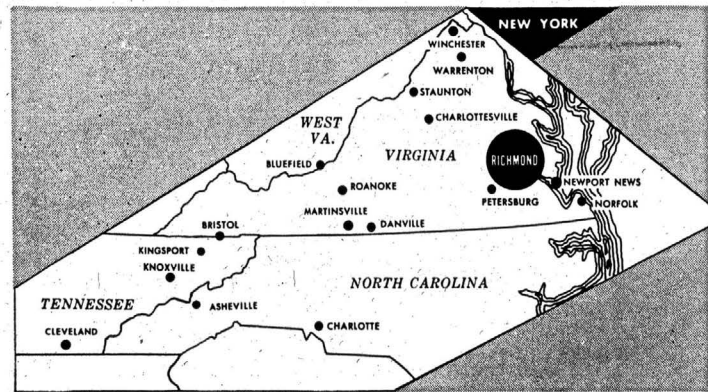 NEW YORK
WINCHESTER
WARRENTON
STAUNTON
CHARLOTTESVILLE
WEST
VA.
VIRGINIA
BLUEFIELD
RICHMOND
ROANOKE
NEWPORT NEWS
PETERSBURG
NORFOLK
MARTINSVILLE
DANVILLE
BRISTOL
KINGSPORT
KNOXVILLE
NORTH CAROLINA
TENNESSEE
ASHEVILLE
CHARLOTTE
CLEVELAND